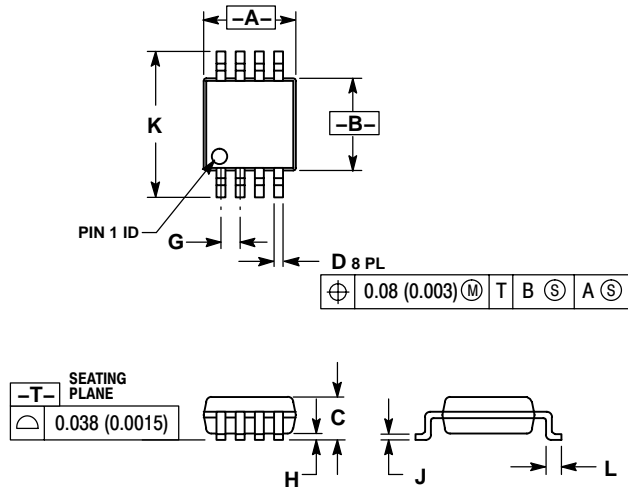 –A–
K
–B–
PIN 1 ID
G
D 8 PL
⌖ 0.08 (0.003) Ⓜ T B Ⓢ A Ⓢ
–T– SEATING
PLANE
⌓ 0.038 (0.0015)
C
H
J
L